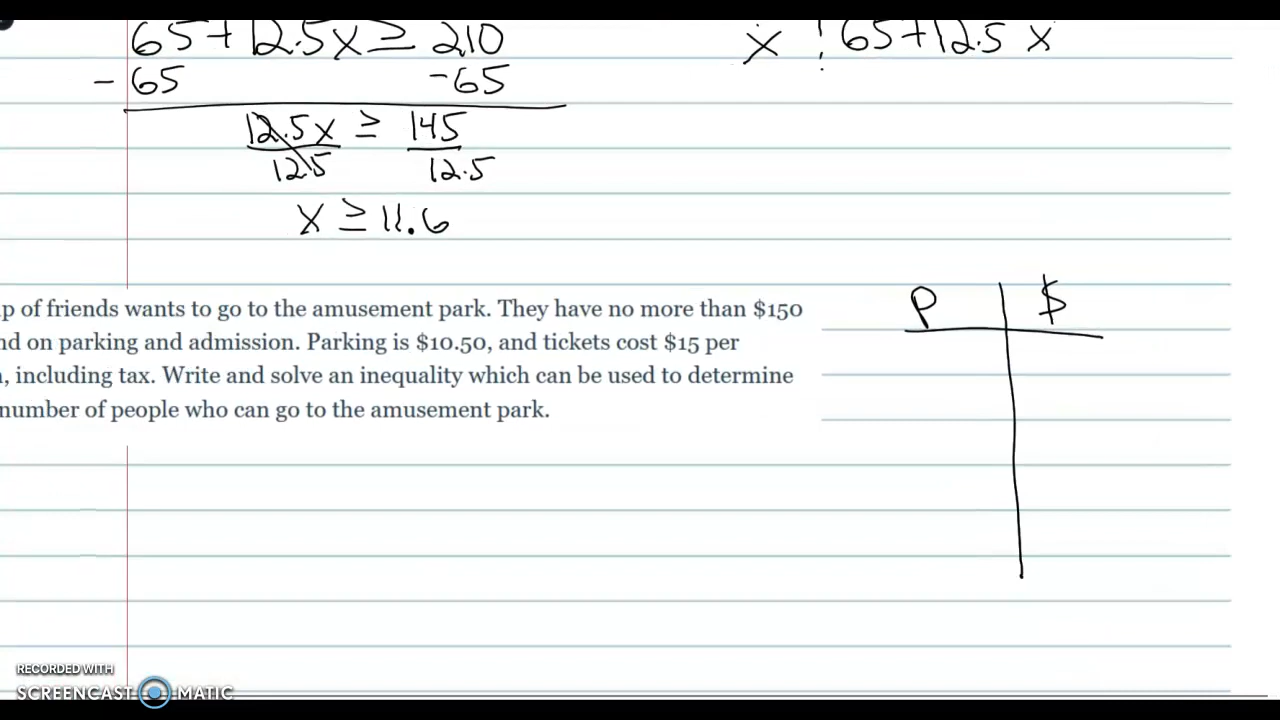 65+12.5x ≥ 210
x 65+12.5 x
- 65 -65
12.5x ≥ 145
12.5 12.5
x ≥ 11.6
P $
p of friends wants to go to the amusement park. They have no more than $150
nd on parking and admission. Parking is $10.50, and tickets cost $15 per
, including tax. Write and solve an inequality which can be used to determine
number of people who can go to the amusement park.
RECORDED WITH
SCREENCAST MATIC